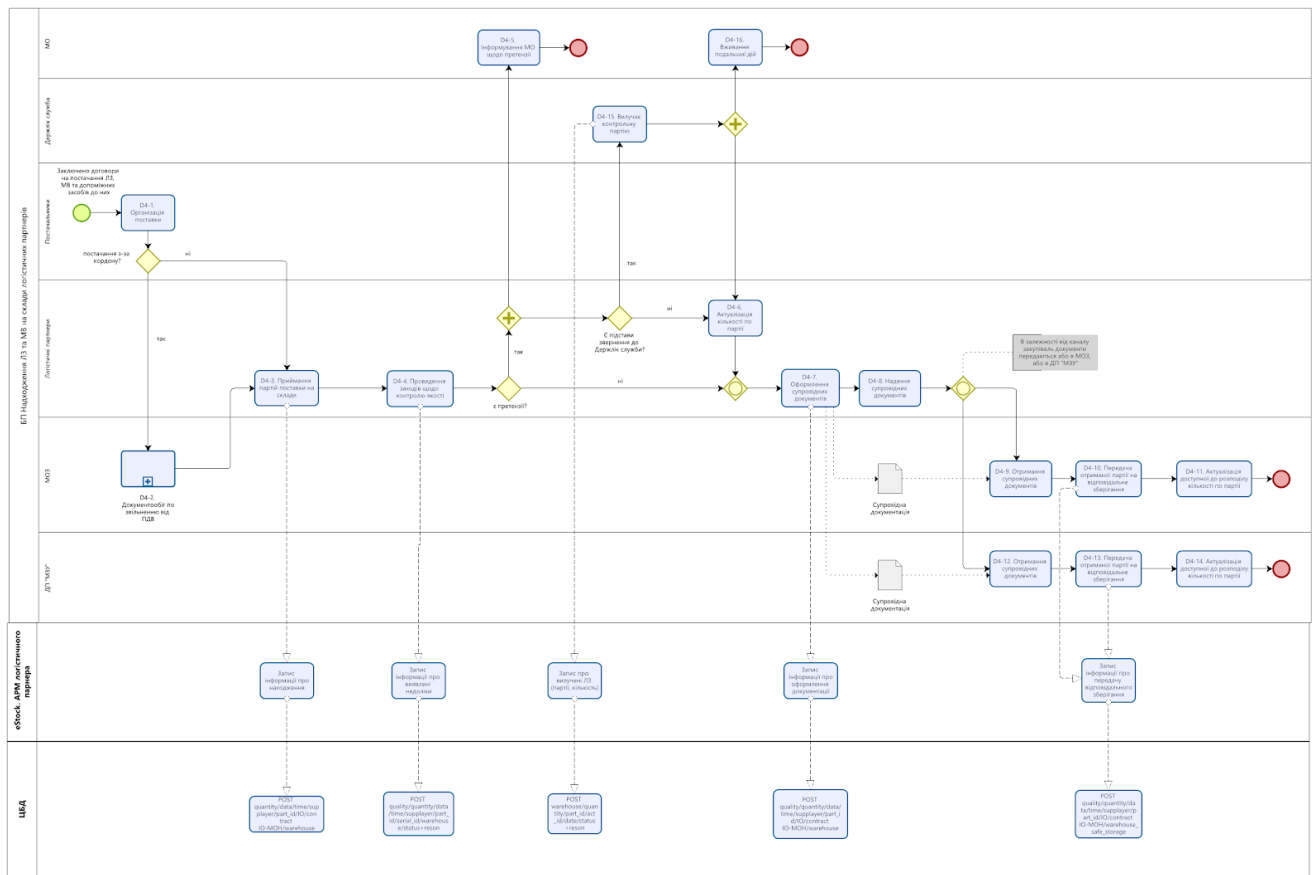 БП Надходження ЛЗ та МВ на склади логістичних партнерів
МО
D4-5.
Інформування МО
щодо претензії
D4-16.
Вживання
подальших дій
Держлік служба
D4-15. Вилучає
контрольну
партію
Постачальники
Заключено договори
на постачання ЛЗ,
МВ та допоміжних
засобів до них
D4-1.
Організація
поставки
постачання з-за
кордону?
ні
так
так
Логістичні партнери
D4-3. Приймання
партій поставки на
склади
D4-4. Проведення
заходів щодо
контролю якості
так
є претензії?
ні
Є підстави
звернення до
Держлік служби?
ні
D4-6.
Актуалізація
кількості по
партії
D4-7.
Оформлення
супровідних
документів
D4-8. Надання
супровідних
документів
В залежності від каналу
закупівель документи
передаються або в МОЗ,
або в ДП "МЗУ"
МОЗ
D4-2.
Документообіг по
звільненню від
ПДВ
Супровідна
документація
D4-9. Отримання
супровідних
документів
D4-10. Передача
отриманої партії на
відповідальне
зберігання
D4-11. Актуалізація
доступної до розподілу
кількості по партії
ДП "МЗУ"
Супровідна
документація
D4-12. Отримання
супровідних
документів
D4-13. Передача
отриманої партії на
відповідальне
зберігання
D4-14. Актуалізація
доступної до розподілу
кількості по партії
eStock. АРМ логістичного
парнера
Запис
інформації про
находження
Запис
інформації про
виявлені
недоліки
Запис про
вилучені ЛЗ
(партії, кількість)
Запис
інформації про
оформлення
документації
Запис
інформації про
передачу
відповідального
зберігання
ЦБД
POST
quantity/data/time/sup
player/part_id/IO/con
tract
IO-MOH/warehouse
POST
quality/quantity/data
/time/supplayer/part_
id/serial_id/warehous
e/status+reson
POST
warehouse/quan
tity/part_id/act
_id/date/status
+reson
POST
quality/quantity/data/
time/supplayer/part_i
d/IO/contract
IO-MOH/warehouse
POST
quality/quantity/da
ta/time/supplayer/p
art_id/IO/contract
IO-MOH/warehouse_
safe_storage